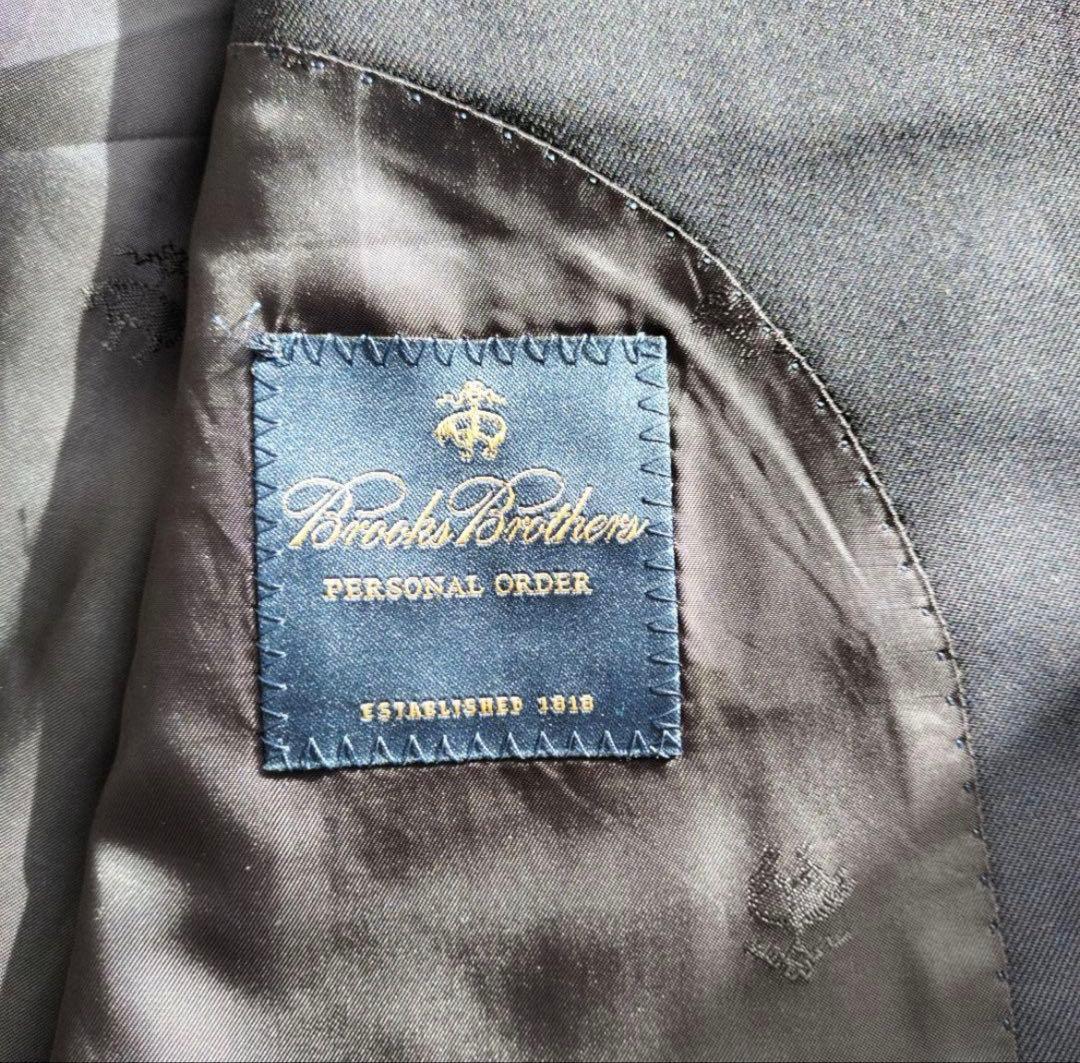 Brooks Brothers
PERSONAL ORDER
ESTABLISHED 1818